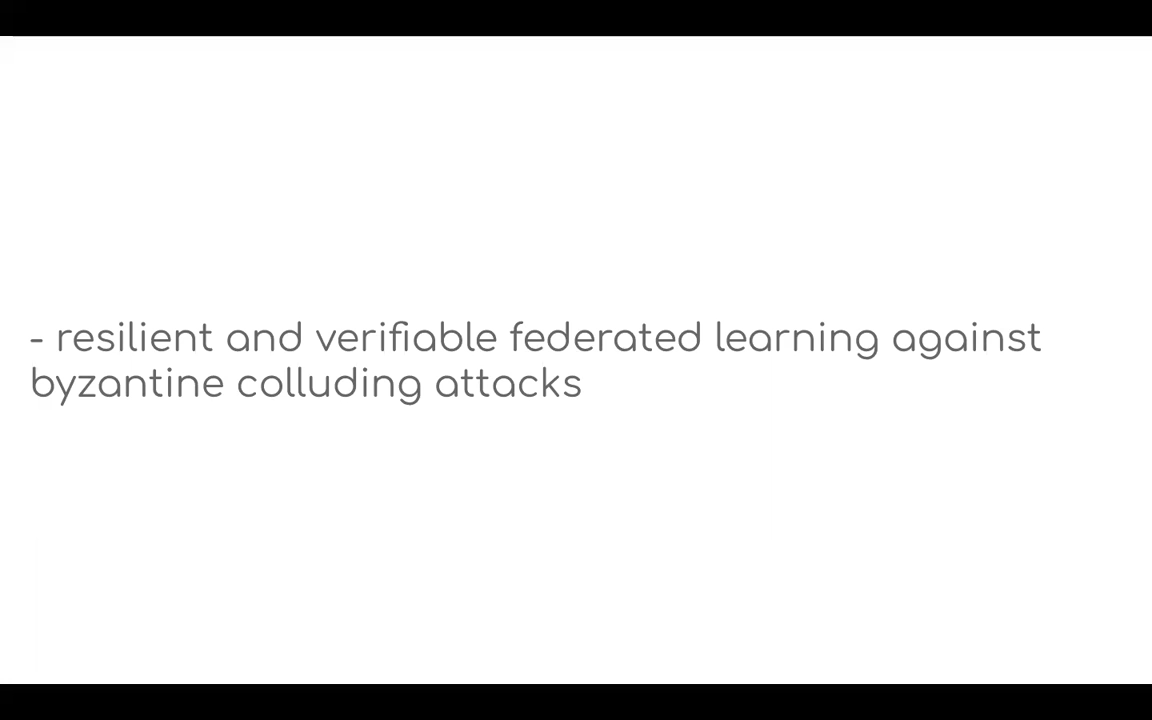 - resilient and verifiable federated learning against
byzantine colluding attacks